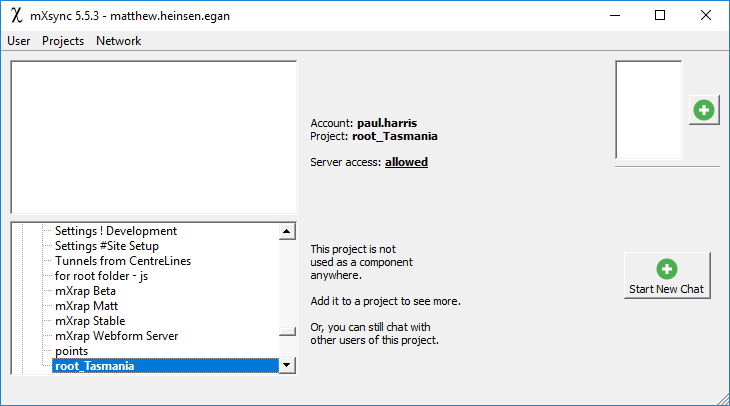 mXsync 5.5.3 - matthew.heinsen.egan
User Projects Network
Account: paul.harris
Project: root_Tasmania
Server access: allowed
Settings ! Development
Settings #Site Setup
Tunnels from CentreLines
for root folder - js
mXrap Beta
mXrap Matt
mXrap Stable
mXrap Webform Server
points
root_Tasmania
This project is not
used as a component
anywhere.
Add it to a project to see more.
Or, you can still chat with
other users of this project.
Start New Chat